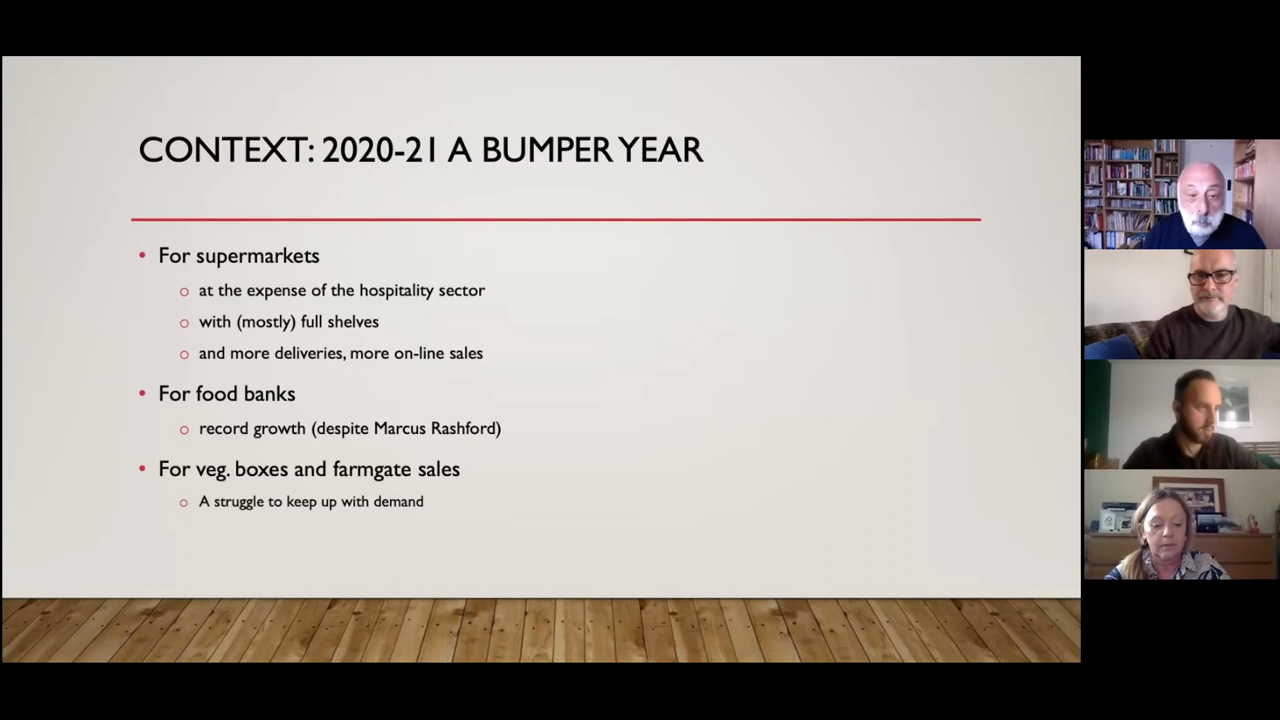 CONTEXT: 2020-21 A BUMPER YEAR
• For supermarkets
o at the expense of the hospitality sector
o with (mostly) full shelves
o and more deliveries, more on-line sales
• For food banks
o record growth (despite Marcus Rashford)
• For veg. boxes and farmgate sales
o A struggle to keep up with demand